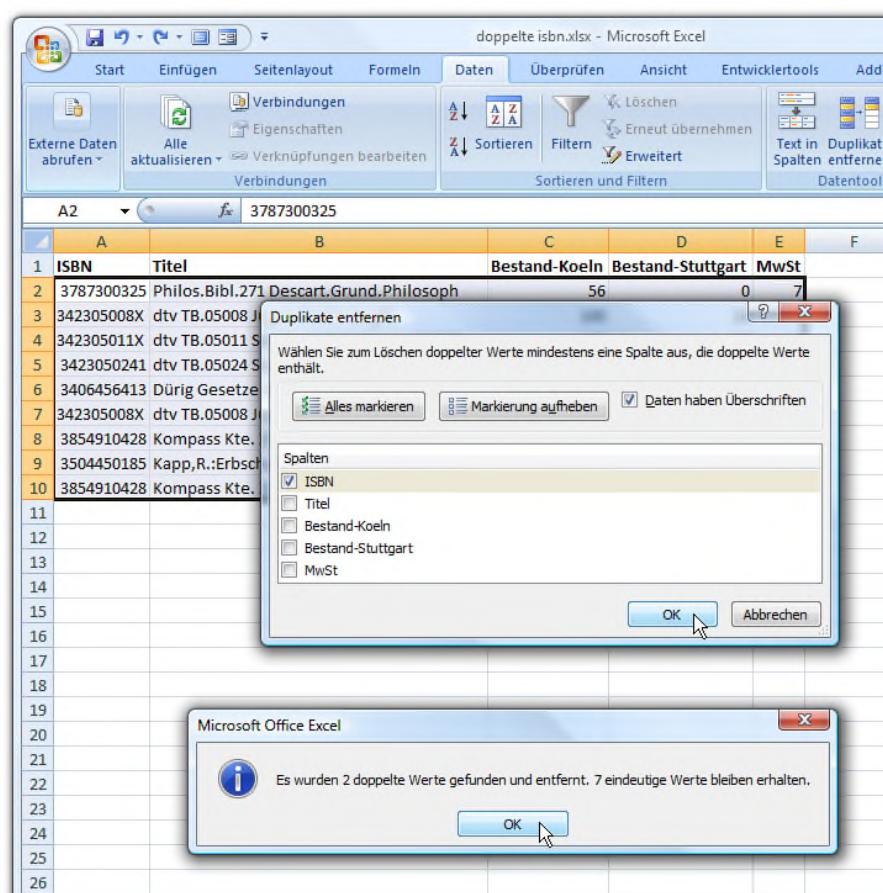 doppelte isbn.xlsx - Microsoft Excel
Start Einfügen Seitenlayout Formeln Daten Überprüfen Ansicht Entwicklertools Add
Externe Daten abrufen
Alle aktualisieren
Verbindungen
Eigenschaften
Verknüpfungen bearbeiten
Verbindungen
Sortieren
Filtern
Löschen
Erneut übernehmen
Erweitert
Sortieren und Filtern
Text in Spalten
Duplikat entferne
Datentool
A2 fx 3787300325
A B C D E F
1 ISBN Titel Bestand-Koeln Bestand-Stuttgart MwSt
2 3787300325 Philos.Bibl.271 Descart.Grund.Philosoph 56 0 7
3 342305008X dtv TB.05008
4 342305011X dtv TB.05011 S
5 3423050241 dtv TB.05024 S
6 3406456413 Dürig Gesetze
7 342305008X dtv TB.05008
8 3854910428 Kompass Kte.
9 3504450185 Kapp,R.:Erbsch
10 3854910428 Kompass Kte.
11
12
13
14
15
16
17
18
19
20
21
22
23
24
25
26
Duplikate entfernen
Wählen Sie zum Löschen doppelter Werte mindestens eine Spalte aus, die doppelte Werte
enthält.
Alles markieren Markierung aufheben Daten haben Überschriften
Spalten
ISBN
Titel
Bestand-Koeln
Bestand-Stuttgart
MwSt
OK Abbrechen
Microsoft Office Excel
Es wurden 2 doppelte Werte gefunden und entfernt. 7 eindeutige Werte bleiben erhalten.
OK